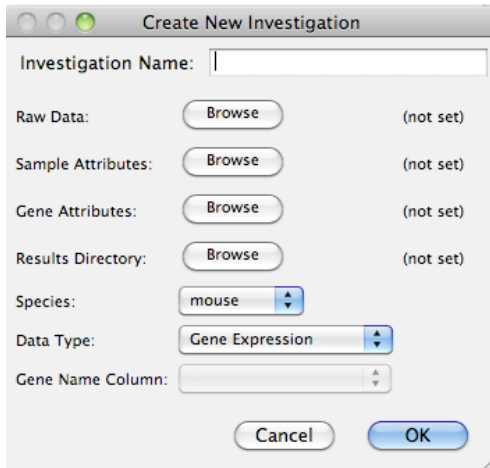 Create New Investigation
Investigation Name:
Raw Data: Browse (not set)
Sample Attributes: Browse (not set)
Gene Attributes: Browse (not set)
Results Directory: Browse (not set)
Species: mouse
Data Type: Gene Expression
Gene Name Column:
Cancel OK